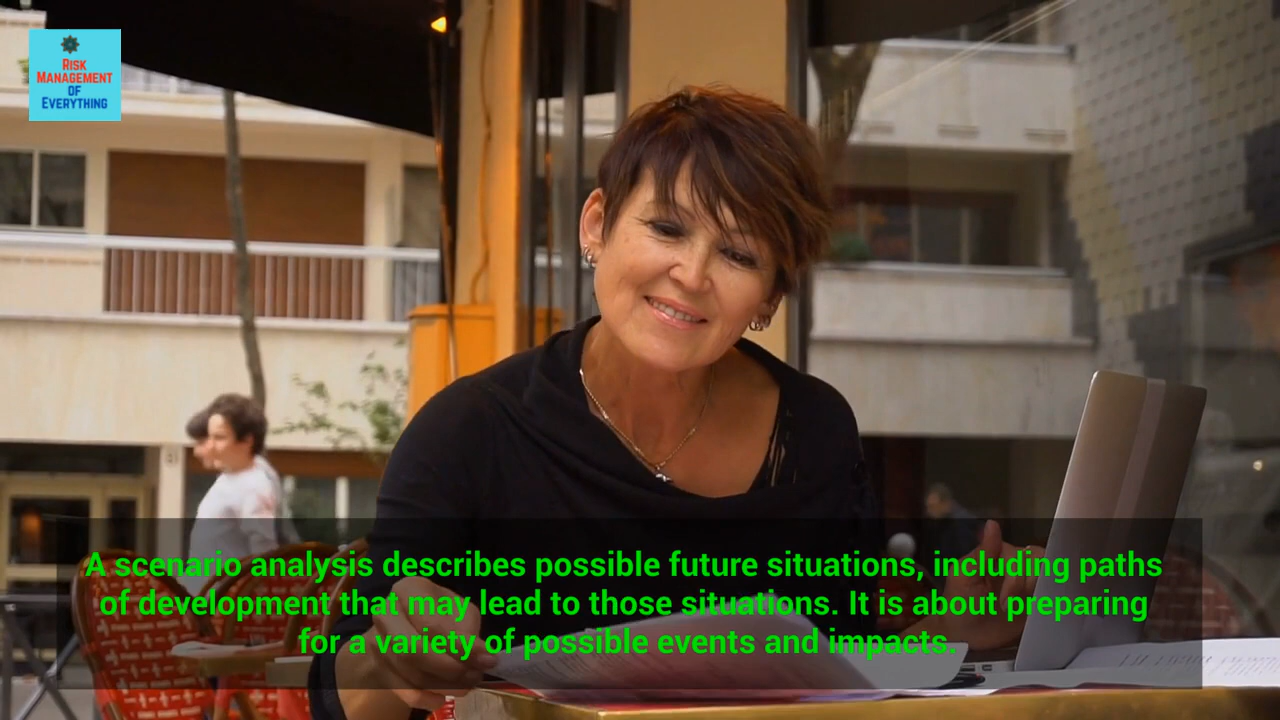 RISK
MANAGEMENT
OF
EVERYTHING
A scenario analysis describes possible future situations, including paths
of development that may lead to those situations. It is about preparing
for a variety of possible events and impacts.